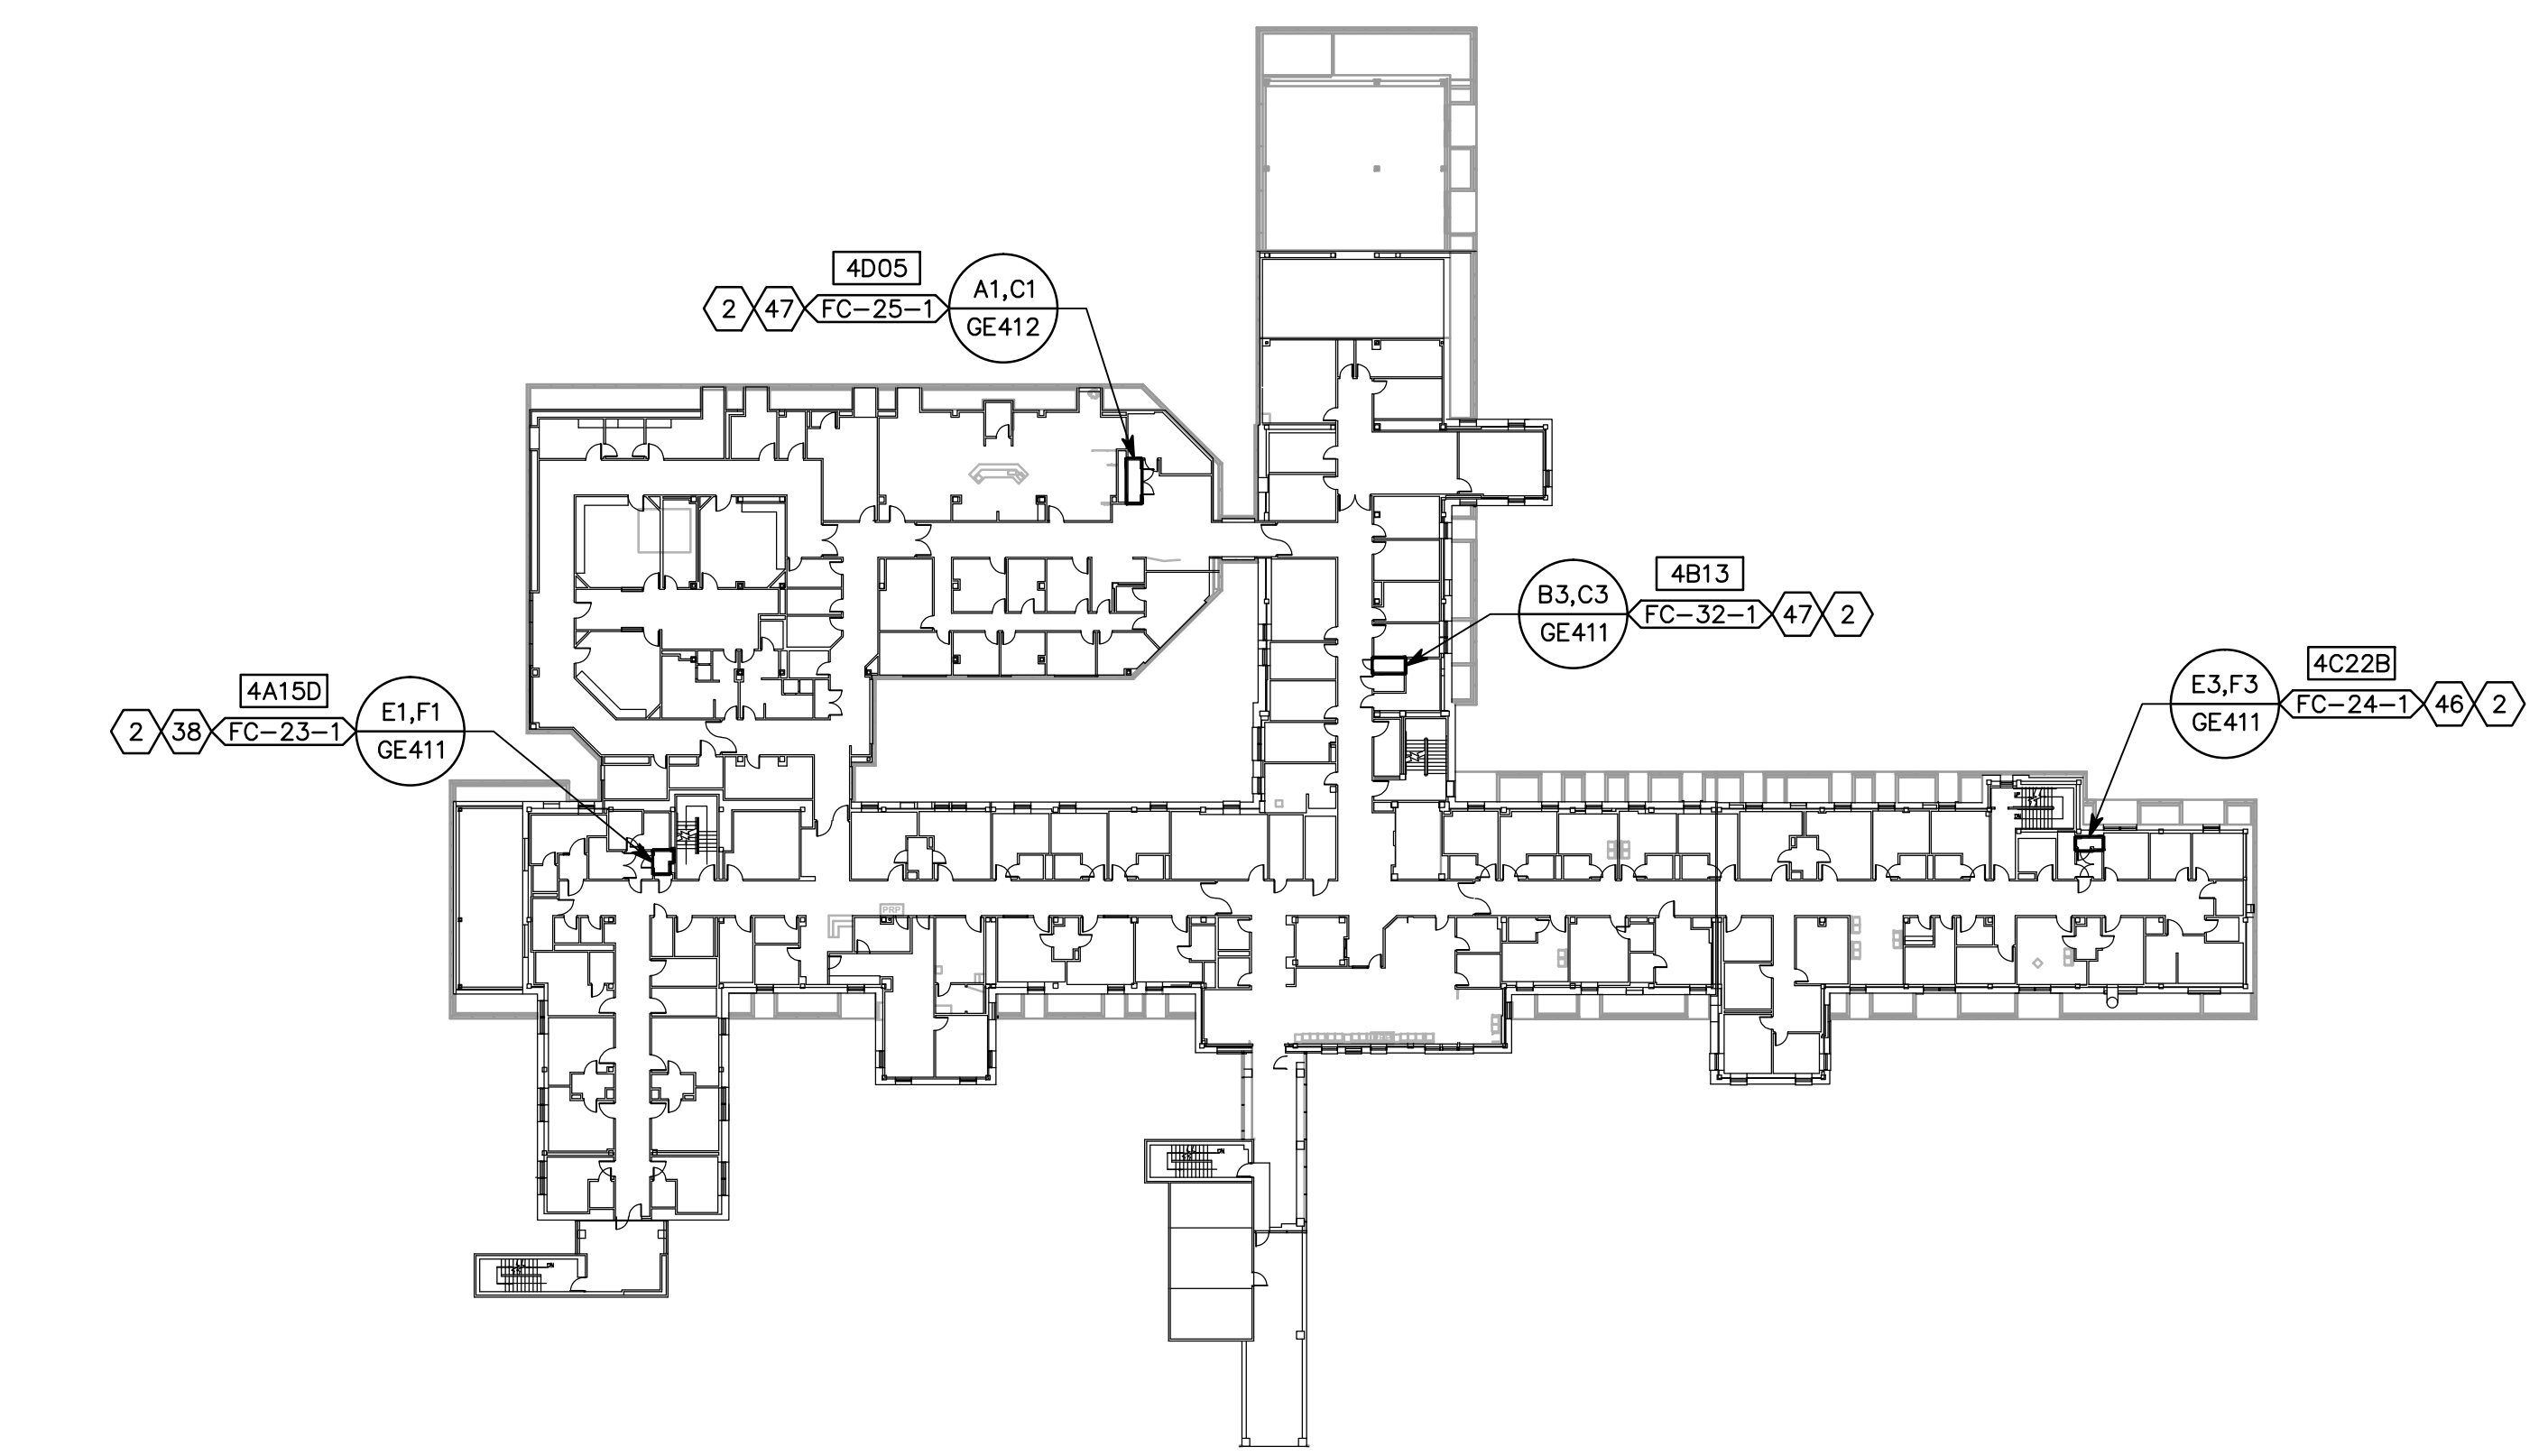 4D05
A1,C1
2 47 FC-25-1
GE412
4B13
B3,C3
FC-32-1 47 2
GE411
4C22B
4A15D
E3,F3
FC-24-1 46 2
GE411
E1,F1
2 38 FC-23-1
GE411
PRP